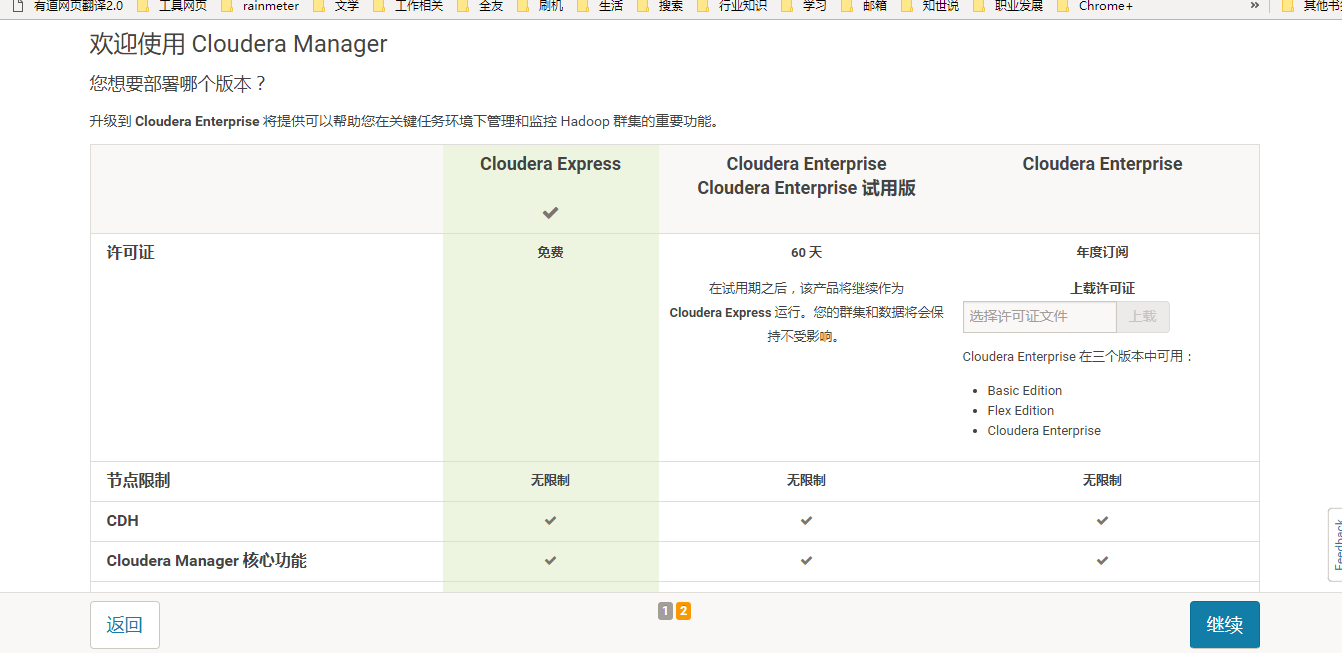 有道网页翻译2.0 工具网页 rainmeter 文学 工作相关 全友 刷机 生活 搜索 行业知识 学习 邮箱 知世说 职业发展 Chrome+ » 其他书
欢迎使用 Cloudera Manager
您想要部署哪个版本？
升级到 Cloudera Enterprise 将提供可以帮助您在关键任务环境下管理和监控 Hadoop 群集的重要功能。
Cloudera Express
Cloudera Enterprise
Cloudera Enterprise 试用版
Cloudera Enterprise
许可证
免费
60 天
在试用期之后，该产品将继续作为
Cloudera Express 运行。您的群集和数据将会保
持不受影响。
年度订阅
上载许可证
选择许可证文件 上载
Cloudera Enterprise 在三个版本中可用：
Basic Edition
Flex Edition
Cloudera Enterprise
节点限制 无限制 无限制 无限制
CDH
Cloudera Manager 核心功能
Feedback
返回 1 2 继续